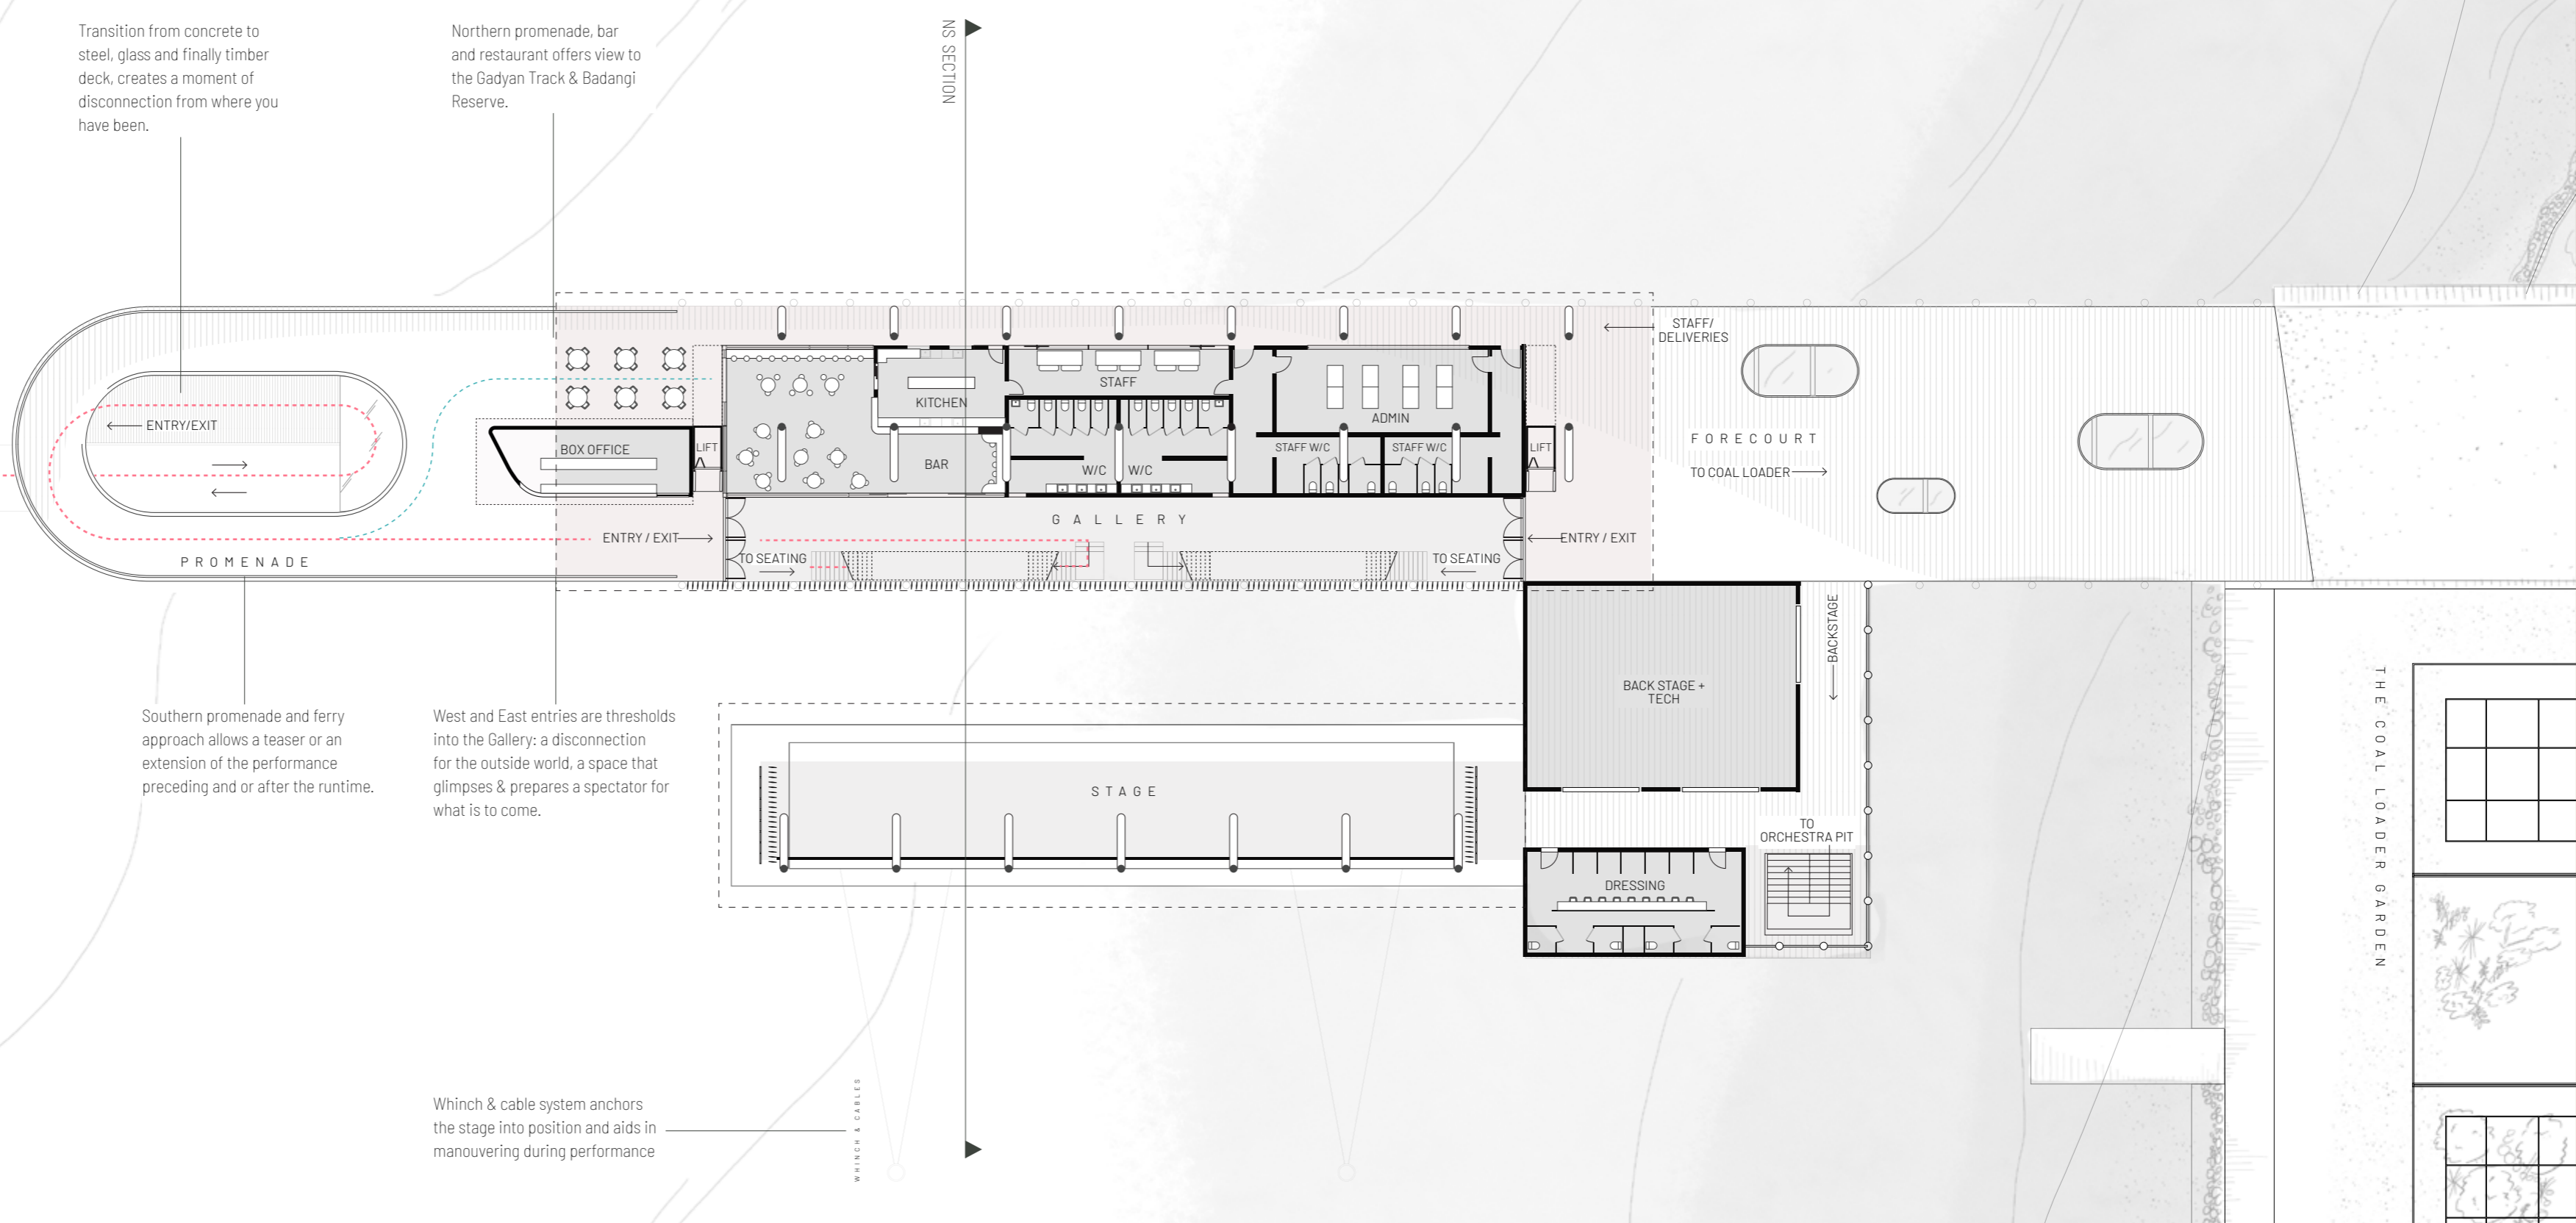 Transition from concrete to
steel, glass and finally timber
deck, creates a moment of
disconnection from where you
have been.
Northern promenade, bar
and restaurant offers view to
the Gadyan Track & Badangi
Reserve.
NS SECTION
STAFF/
DELIVERIES
STAFF
KITCHEN
ADMIN
ENTRY/EXIT
BOX OFFICE
LIFT
BAR
W/C
W/C
STAFF W/C
STAFF W/C
LIFT
FORECOURT
TO COAL LOADER
GALLERY
ENTRY / EXIT
ENTRY / EXIT
PROMENADE
TO SEATING
TO SEATING
BACKSTAGE
BACK STAGE +
TECH
Southern promenade and ferry
approach allows a teaser or an
extension of the performance
preceding and or after the runtime.
West and East entries are thresholds
into the Gallery: a disconnection
for the outside world, a space that
glimpses & prepares a spectator for
what is to come.
STAGE
TO
ORCHESTRA PIT
DRESSING
THE COAL LOADER GARDEN
Whinch & cable system anchors
the stage into position and aids in
manouvering during performance
WHINCH & CABLES